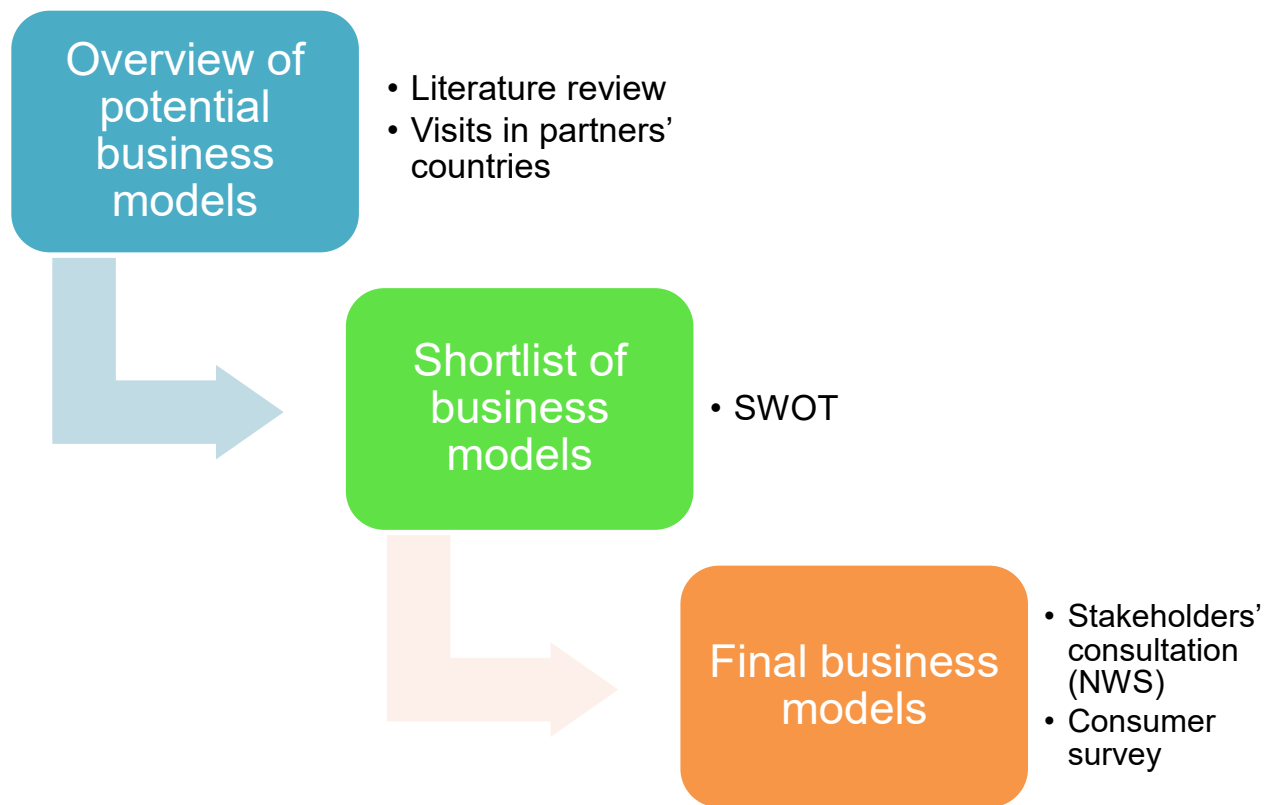 Overview of
potential
business
models
• Literature review
• Visits in partners’
countries
Shortlist of
business
models
• SWOT
Final business
models
• Stakeholders’
consultation
(NWS)
• Consumer
survey